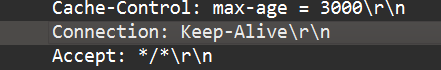 Cache-Control: max-age = 3000\r\n
Connection: Keep-Alive\r\n
Accept: */*\r\n